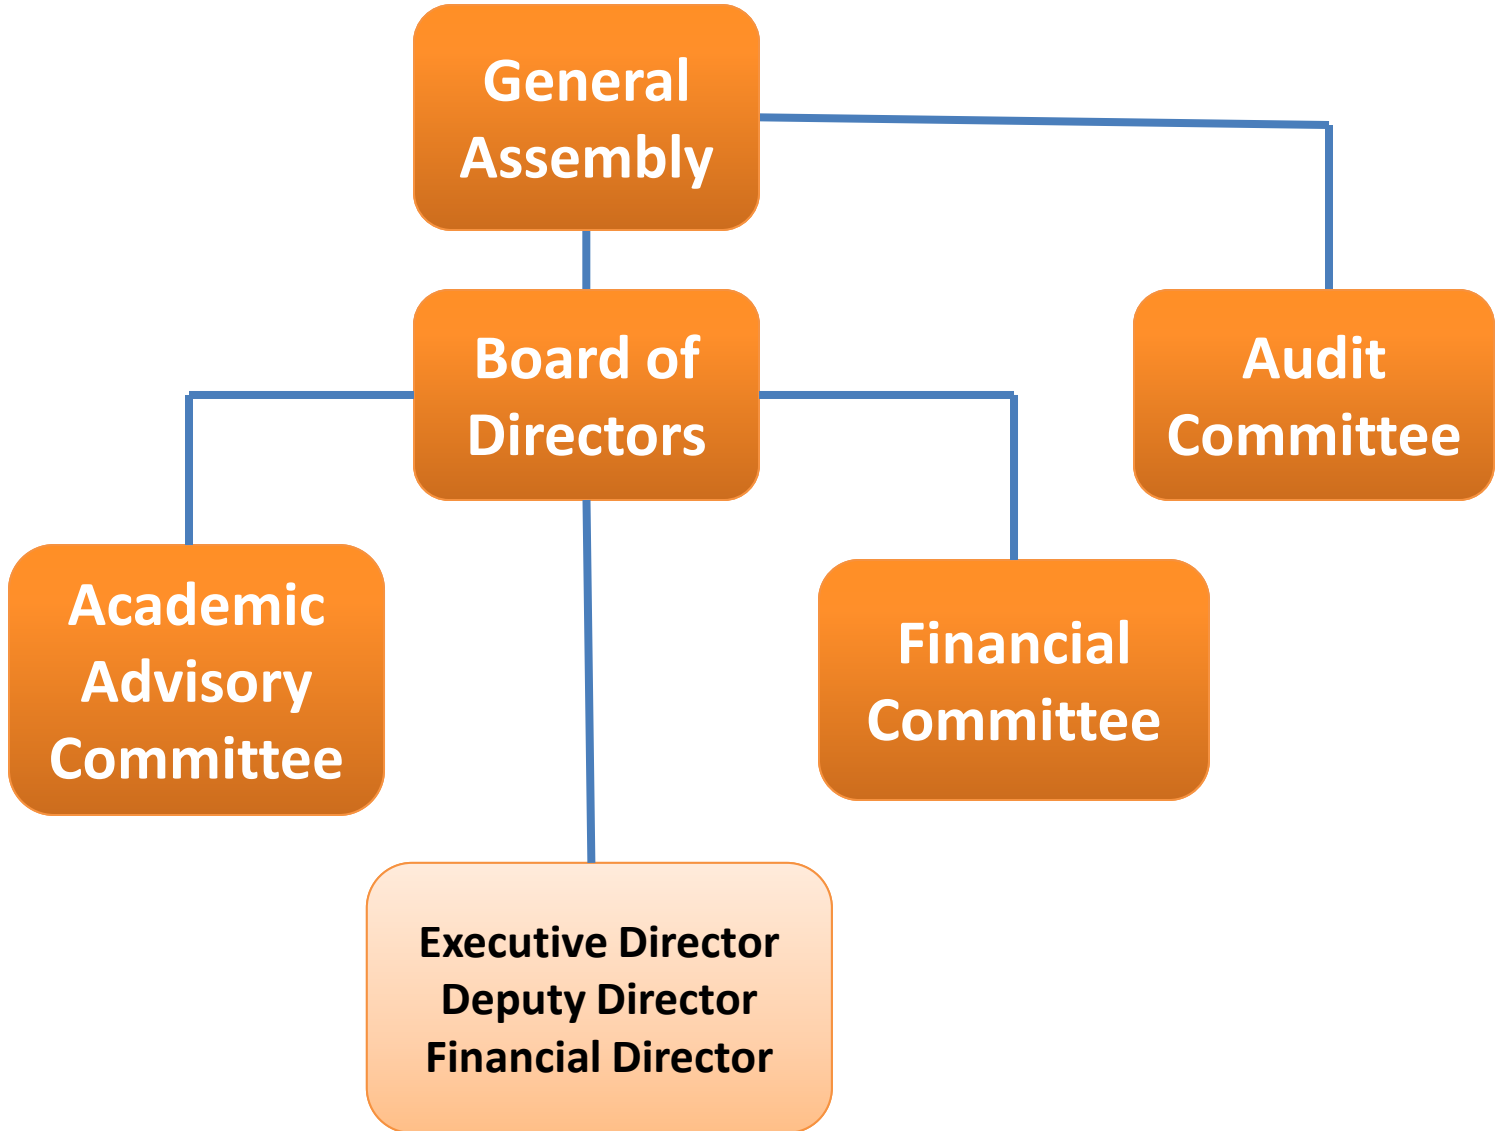 General
Assembly
Board of
Directors
Audit
Committee
Academic
Advisory
Committee
Financial
Committee
Executive Director
Deputy Director
Financial Director